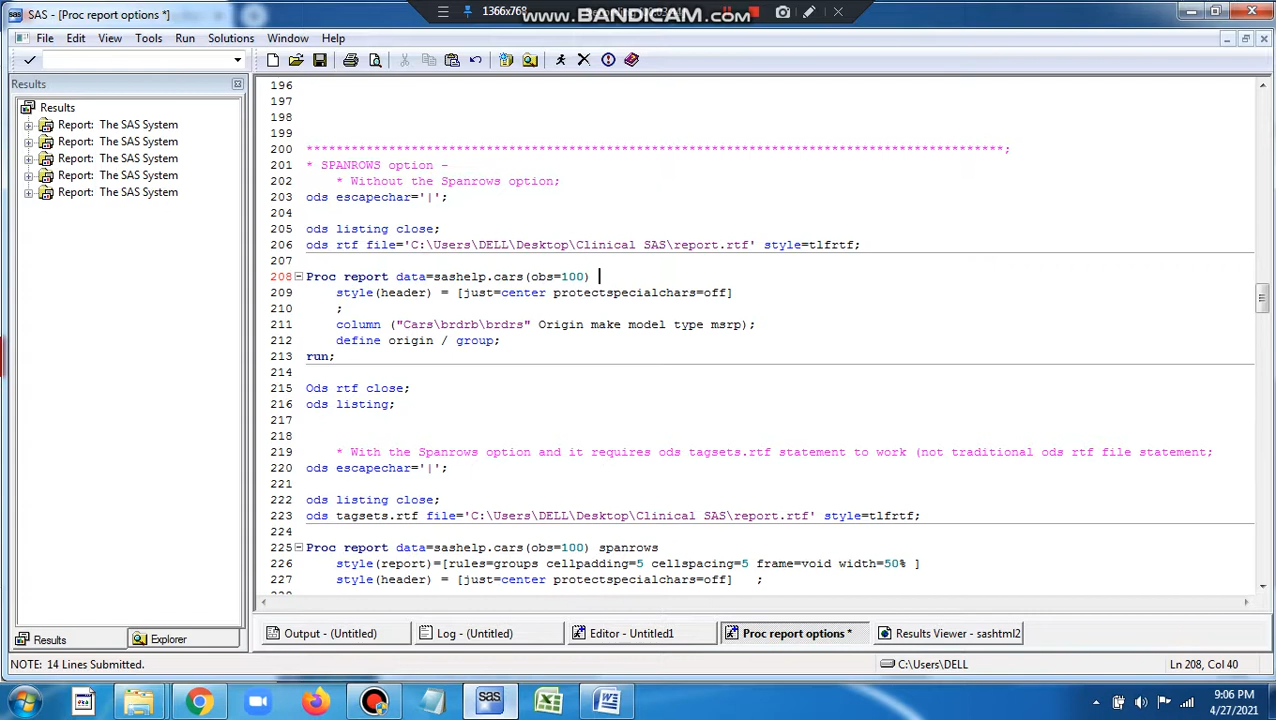 SAS - [Proc report options *]
1366x768
www.BANDICAM.com
File Edit View Tools Run Solutions Window Help
Results
Results
Report: The SAS System
Report: The SAS System
Report: The SAS System
Report: The SAS System
Report: The SAS System
196
197
198
199
200 *********************************************************************************************;
201 * SPANROWS option -
202 * Without the Spanrows option;
203 ods escapechar='|';
204
205 ods listing close;
206 ods rtf file='C:\Users\DELL\Desktop\Clinical SAS\report.rtf' style=tlfrtf;
207
208 Proc report data=sashelp.cars(obs=100)
209 style(header) = [just=center protectspecialchars=off]
210 ;
211 column ("Cars\brdrb\brdrs" Origin make model type msrp);
212 define origin / group;
213 run;
214
215 Ods rtf close;
216 ods listing;
217
218
219 * With the Spanrows option and it requires ods tagsets.rtf statement to work (not traditional ods rtf file statement;
220 ods escapechar='|';
221
222 ods listing close;
223 ods tagsets.rtf file='C:\Users\DELL\Desktop\Clinical SAS\report.rtf' style=tlfrtf;
224
225 Proc report data=sashelp.cars(obs=100) spanrows
226 style(report)=[rules=groups cellpadding=5 cellspacing=5 frame=void width=50% ]
227 style(header) = [just=center protectspecialchars=off] ;
Results Explorer
Output - (Untitled) Log - (Untitled) Editor - Untitled1 Proc report options * Results Viewer - sashtml2
NOTE: 14 Lines Submitted.
C:\Users\DELL
Ln 208, Col 40
9:06 PM
4/27/2021